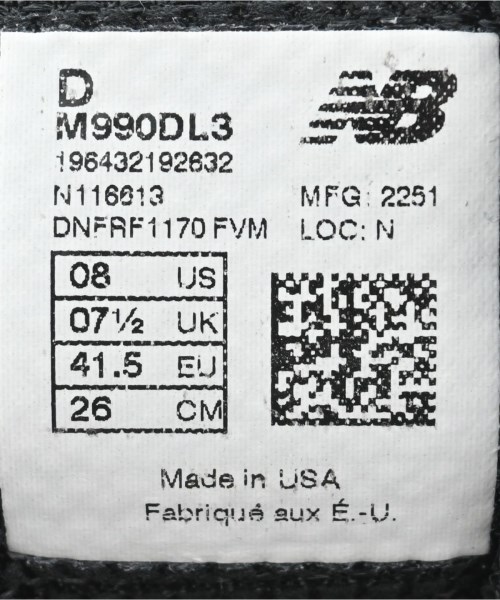 D
NB
M990DL3
196432192632
N116613
MFG: 2251
DNFRF1170 FVM
LOC: N
08 US
07½ UK
41.5 EU
26 CM
Made in USA
Fabriqué aux É.-U.